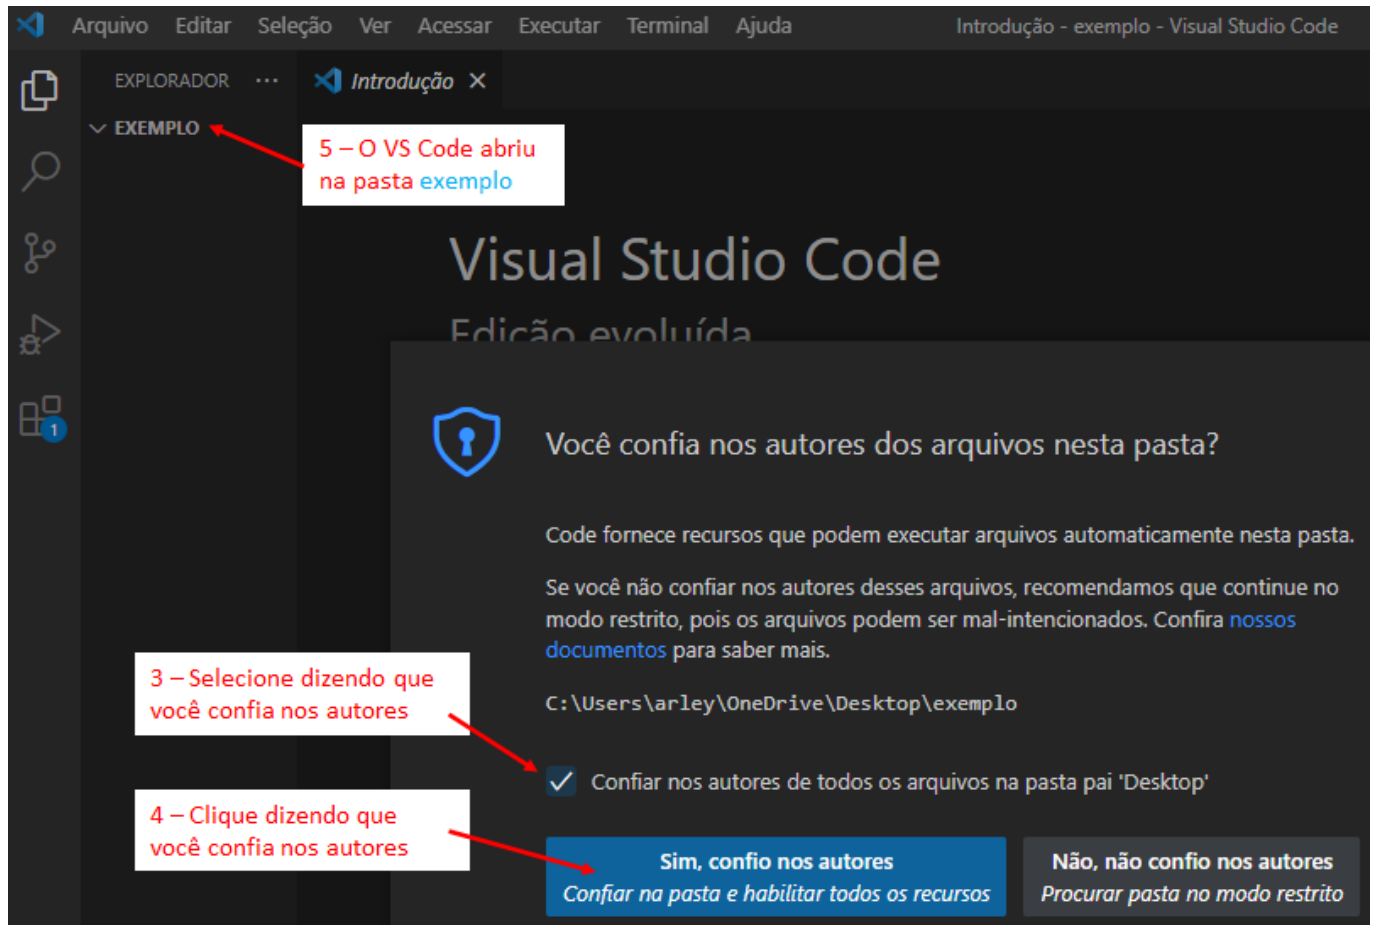 Arquivo Editar Seleção Ver Acessar Executar Terminal Ajuda Introdução - exemplo - Visual Studio Code
EXPLORADOR ··· Introdução ×
EXEMPLO
5 – O VS Code abriu
na pasta exemplo
Visual Studio Code
Edição evoluída
1
Você confia nos autores dos arquivos nesta pasta?
Code fornece recursos que podem executar arquivos automaticamente nesta pasta.
Se você não confiar nos autores desses arquivos, recomendamos que continue no
modo restrito, pois os arquivos podem ser mal-intencionados. Confira nossos
documentos para saber mais.
3 – Selecione dizendo que
você confia nos autores
C:\Users\arley\OneDrive\Desktop\exemplo
Confiar nos autores de todos os arquivos na pasta pai 'Desktop'
4 – Clique dizendo que
você confia nos autores
Sim, confio nos autores
Confiar na pasta e habilitar todos os recursos
Não, não confio nos autores
Procurar pasta no modo restrito